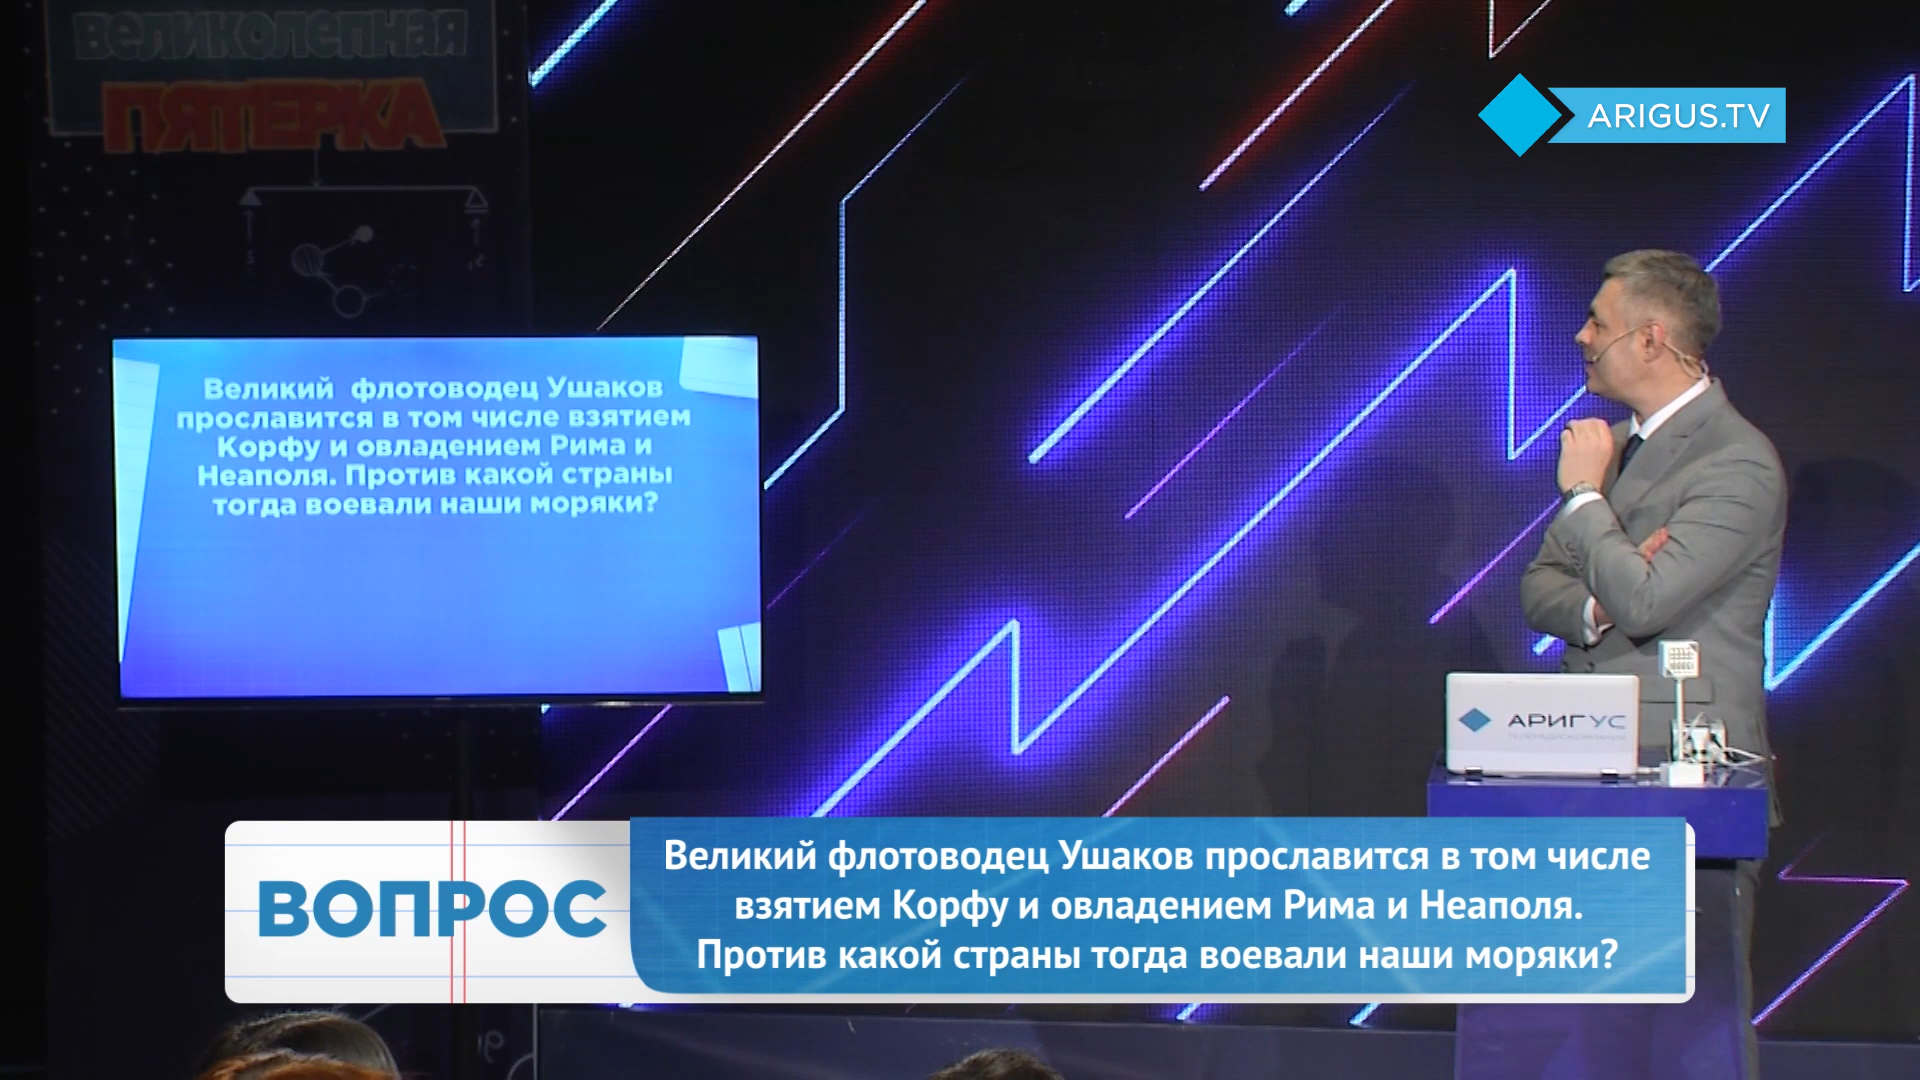 великолепная
ПЯТЕРКА
ARIGUS.TV
Великий флотоводец Ушаков
прославится в том числе взятием
Корфу и овладением Рима и
Неаполя. Против какой страны
тогда воевали наши моряки?
АРИГУС
ВОПРОС
Великий флотоводец Ушаков прославится в том числе
взятием Корфу и овладением Рима и Неаполя.
Против какой страны тогда воевали наши моряки?